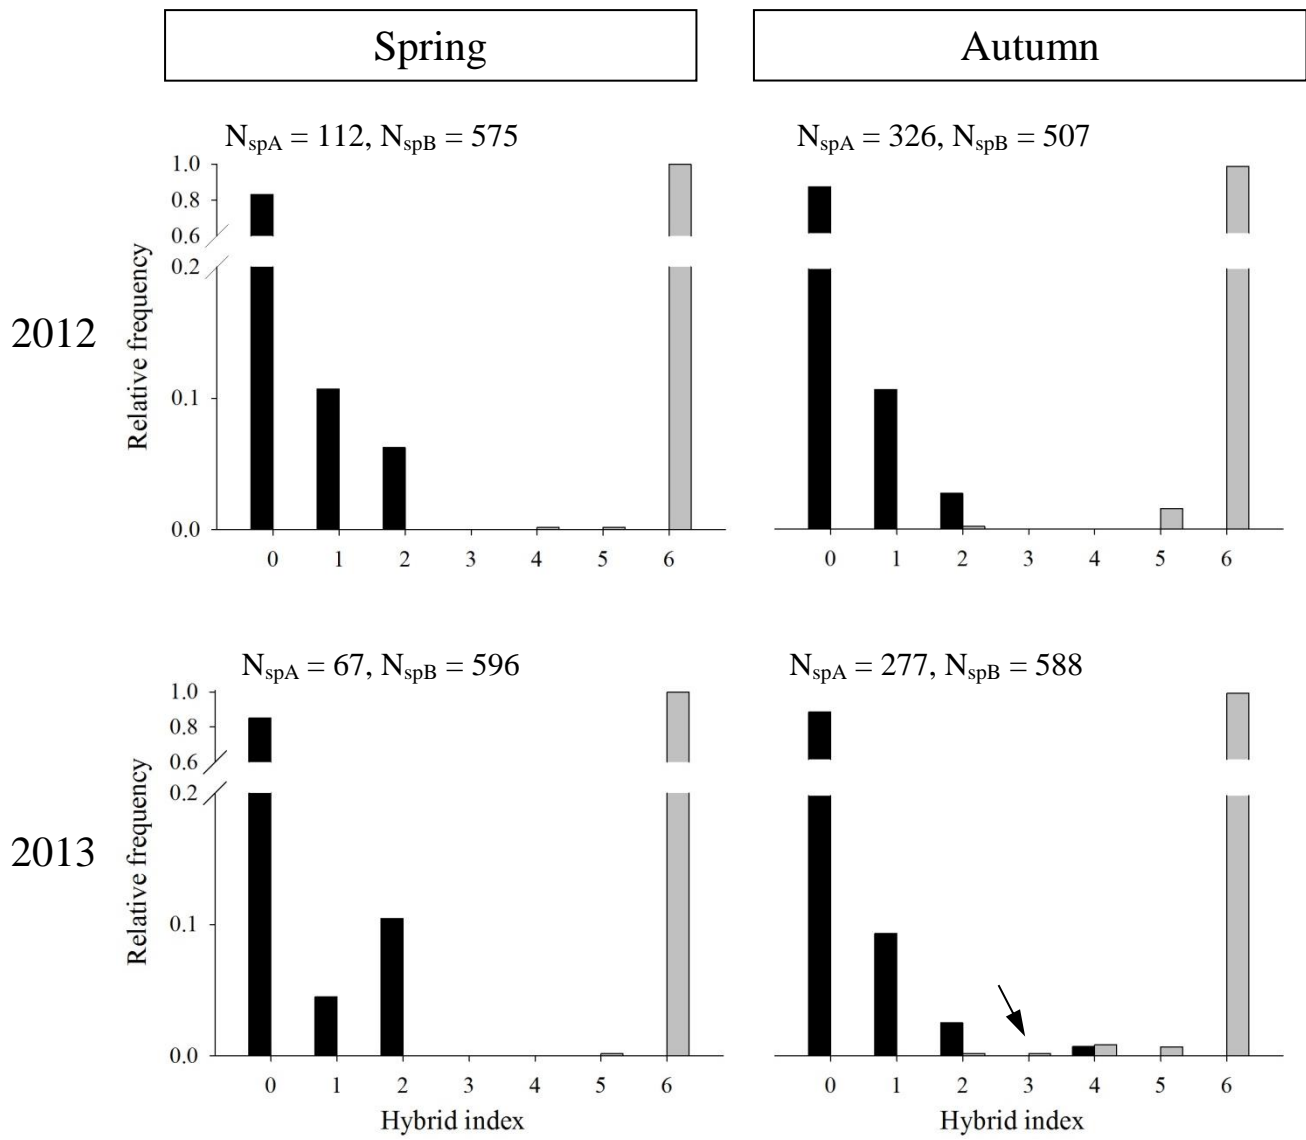 Spring
Autumn
NspA = 112, NspB = 575
NspA = 326, NspB = 507
2012
Relative frequency
1.0
0.8
0.6
0.2
0.1
0.0
0 1 2 3 4 5 6
0 1 2 3 4 5 6
NspA = 67, NspB = 596
NspA = 277, NspB = 588
2013
Relative frequency
1.0
0.8
0.6
0.2
0.1
0.0
0 1 2 3 4 5 6
0 1 2 3 4 5 6
Hybrid index
Hybrid index